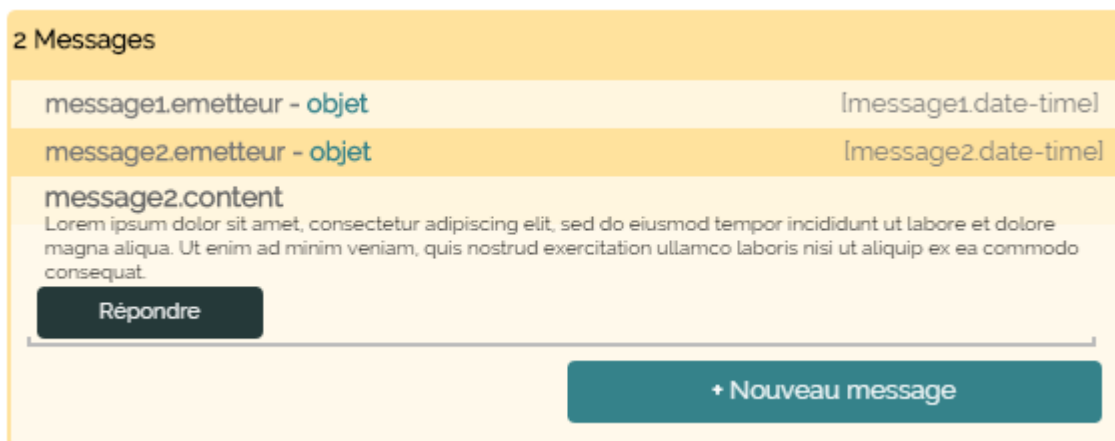 2 Messages
message1.emetteur - objet [message1.date-time]
message2.emetteur - objet [message2.date-time]
message2.content
Lorem ipsum dolor sit amet, consectetur adipiscing elit, sed do eiusmod tempor incididunt ut labore et dolore
magna aliqua. Ut enim ad minim veniam, quis nostrud exercitation ullamco laboris nisi ut aliquip ex ea commodo
consequat.
Répondre
+ Nouveau message